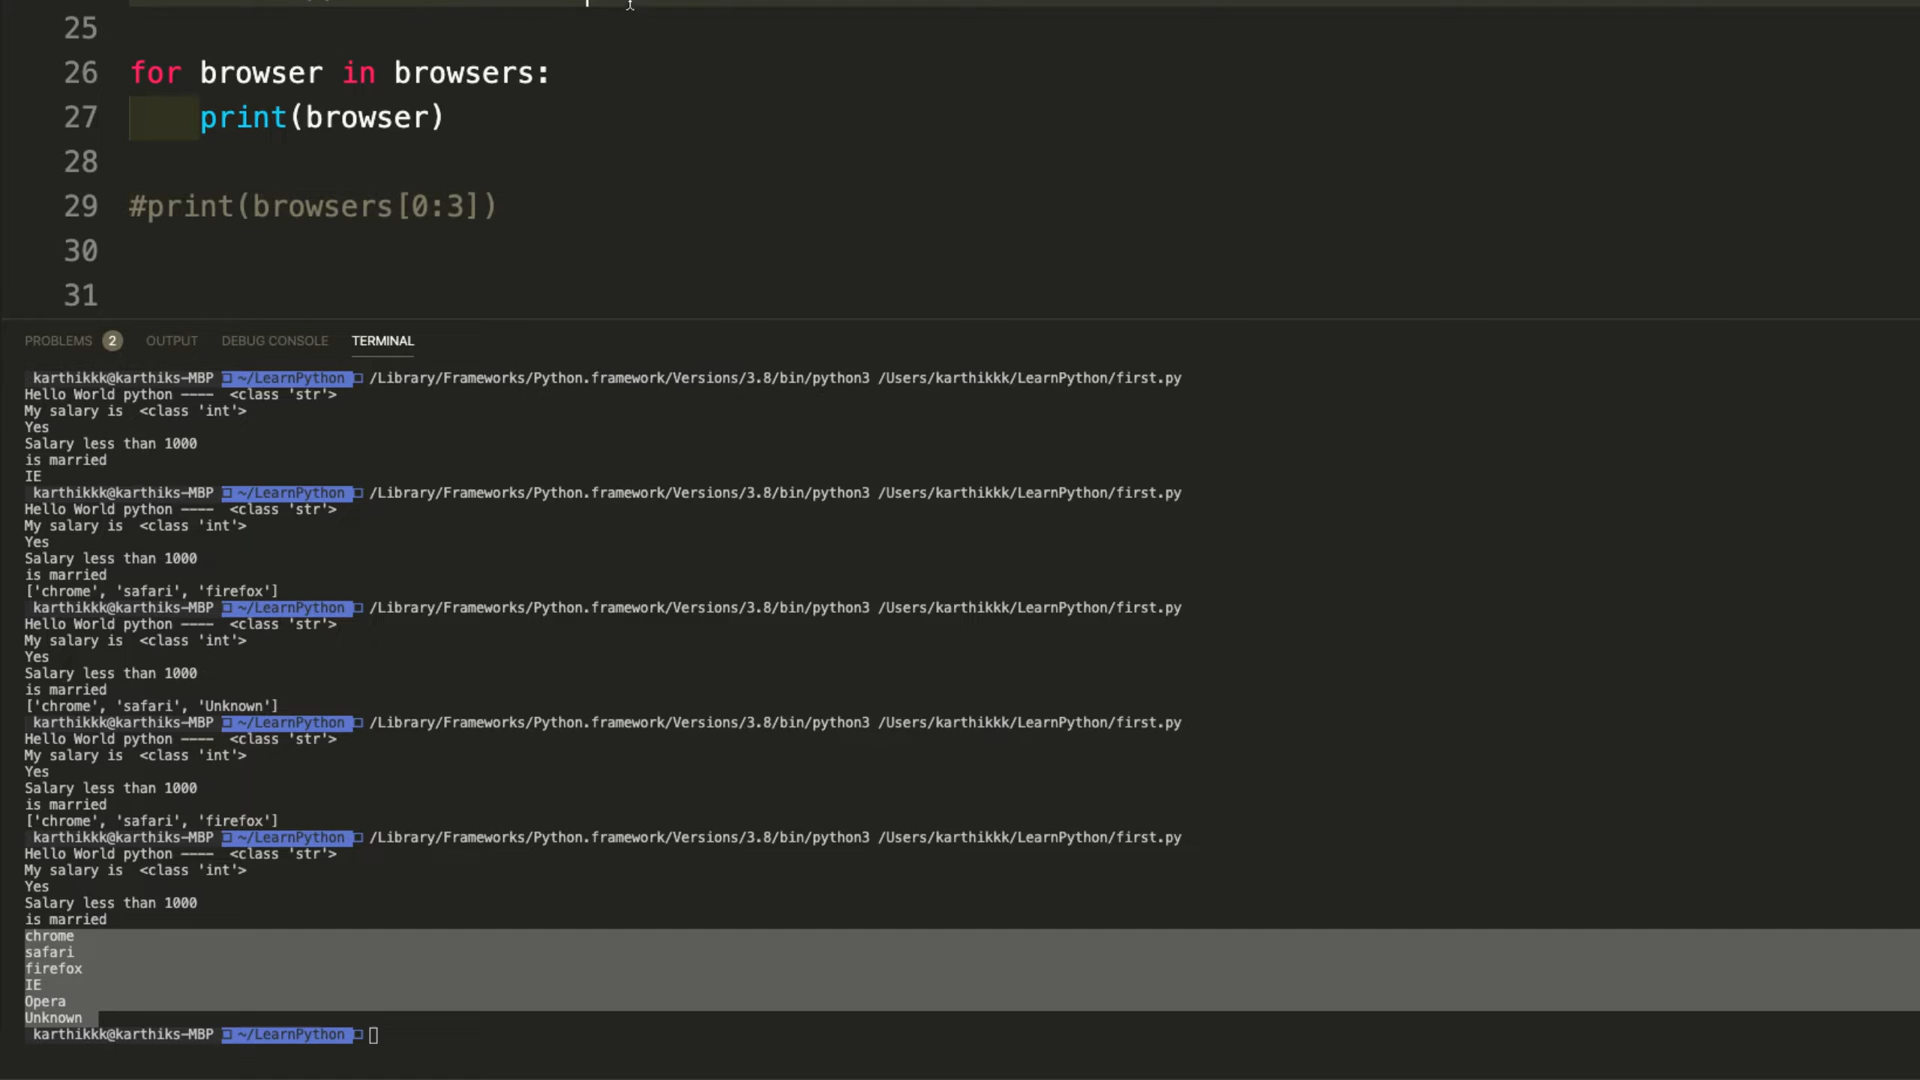 25
26 for browser in browsers:
27 print(browser)
28
29 #print(browsers[0:3])
30
31
PROBLEMS 2 OUTPUT DEBUG CONSOLE TERMINAL
karthikkk@karthiks-MBP ~/LearnPython /Library/Frameworks/Python.framework/Versions/3.8/bin/python3 /Users/karthikkk/LearnPython/first.py
Hello World python ---- <class 'str'>
My salary is <class 'int'>
Yes
Salary less than 1000
is married
IE
karthikkk@karthiks-MBP ~/LearnPython /Library/Frameworks/Python.framework/Versions/3.8/bin/python3 /Users/karthikkk/LearnPython/first.py
Hello World python ---- <class 'str'>
My salary is <class 'int'>
Yes
Salary less than 1000
is married
['chrome', 'safari', 'firefox']
karthikkk@karthiks-MBP ~/LearnPython /Library/Frameworks/Python.framework/Versions/3.8/bin/python3 /Users/karthikkk/LearnPython/first.py
Hello World python ---- <class 'str'>
My salary is <class 'int'>
Yes
Salary less than 1000
is married
['chrome', 'safari', 'Unknown']
karthikkk@karthiks-MBP ~/LearnPython /Library/Frameworks/Python.framework/Versions/3.8/bin/python3 /Users/karthikkk/LearnPython/first.py
Hello World python ---- <class 'str'>
My salary is <class 'int'>
Yes
Salary less than 1000
is married
['chrome', 'safari', 'firefox']
karthikkk@karthiks-MBP ~/LearnPython /Library/Frameworks/Python.framework/Versions/3.8/bin/python3 /Users/karthikkk/LearnPython/first.py
Hello World python ---- <class 'str'>
My salary is <class 'int'>
Yes
Salary less than 1000
is married
chrome
safari
firefox
IE
Opera
Unknown
karthikkk@karthiks-MBP ~/LearnPython